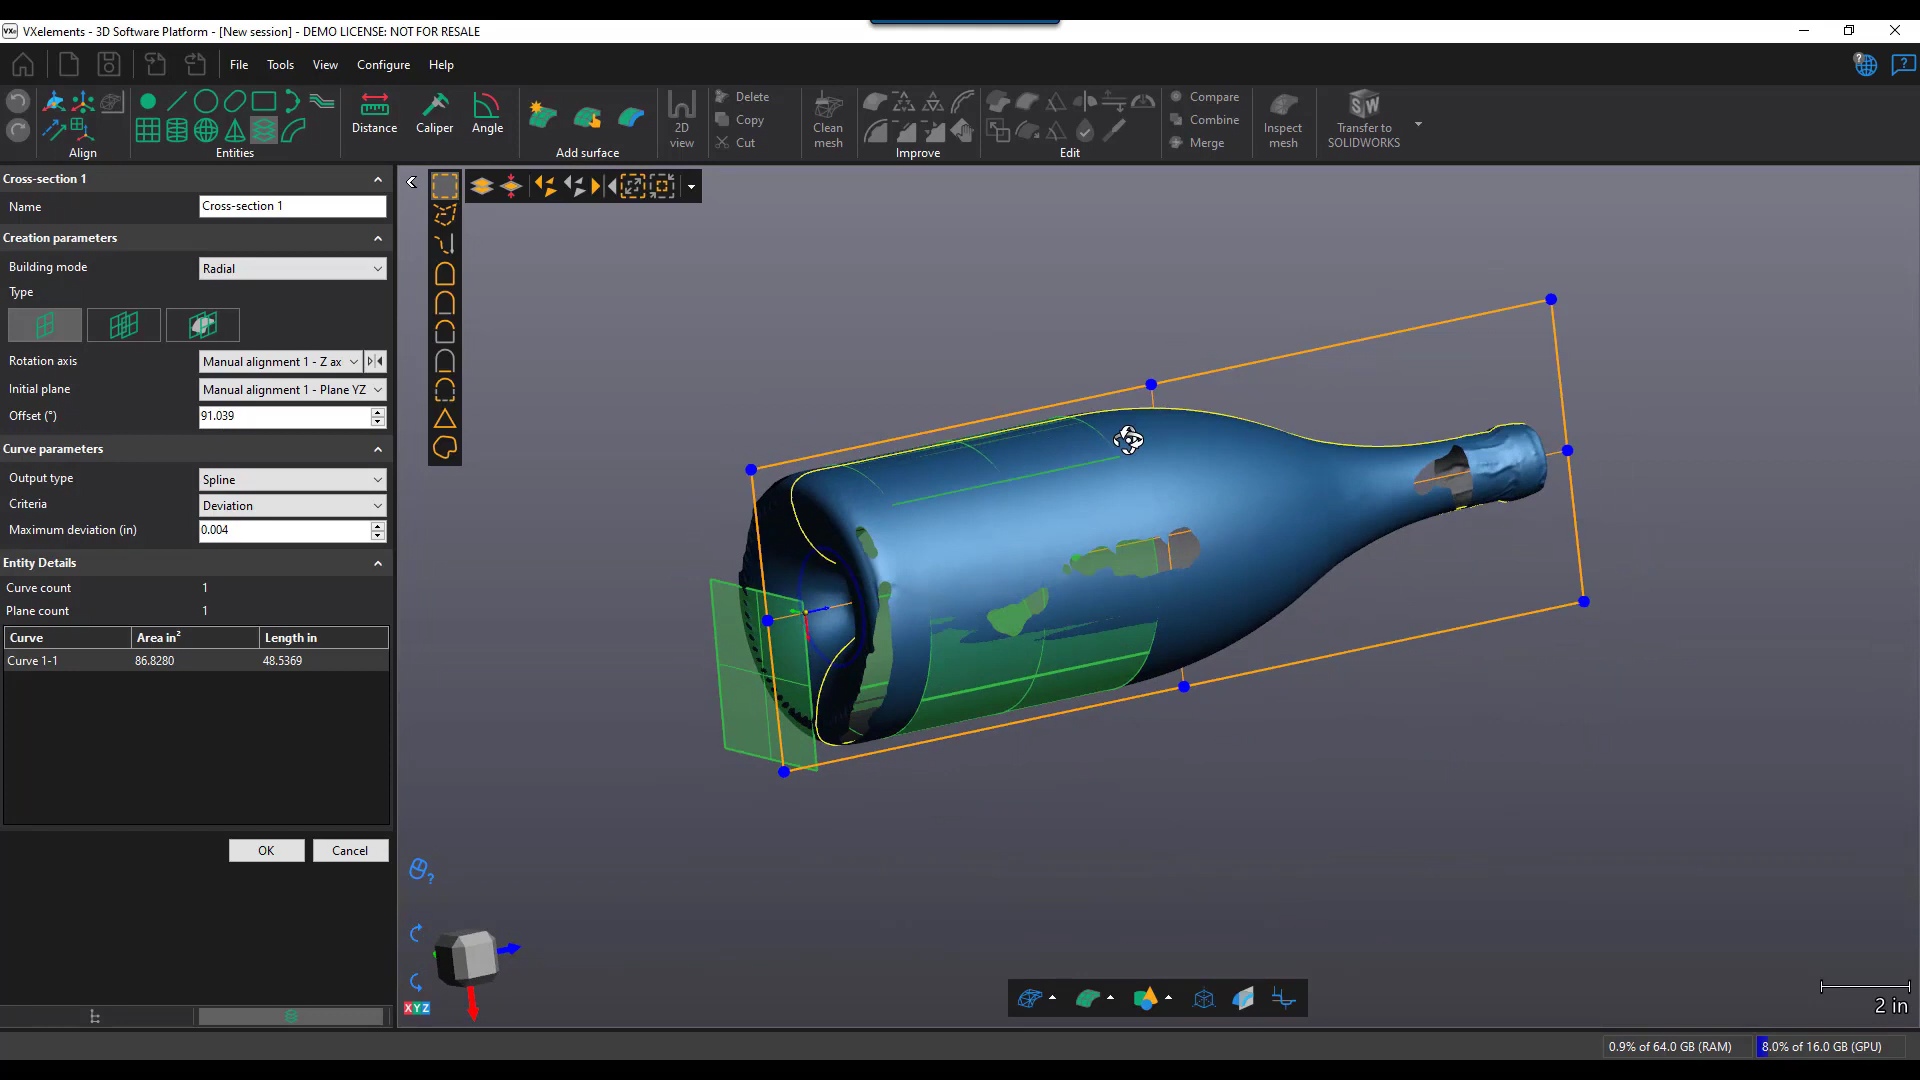 VXelements - 3D Software Platform - [New session] - DEMO LICENSE: NOT FOR RESALE
File Tools View Configure Help
Align
Entities
Distance
Caliper
Angle
Add surface
2D view
Delete
Copy
Cut
Clean mesh
Improve
Edit
Compare
Combine
Merge
Inspect mesh
SW
Transfer to SOLIDWORKS
Cross-section 1
Name Cross-section 1
Creation parameters
Building mode Radial
Type
Rotation axis Manual alignment 1 - Z ax
Initial plane Manual alignment 1 - Plane YZ
Offset (°) 91.039
Curve parameters
Output type Spline
Criteria Deviation
Maximum deviation (in) 0.004
Entity Details
Curve count 1
Plane count 1
Curve Area in² Length in
Curve 1-1 86.8280 48.5369
OK Cancel
XYZ
2 in
0.9% of 64.0 GB (RAM) 8.0% of 16.0 GB (GPU)